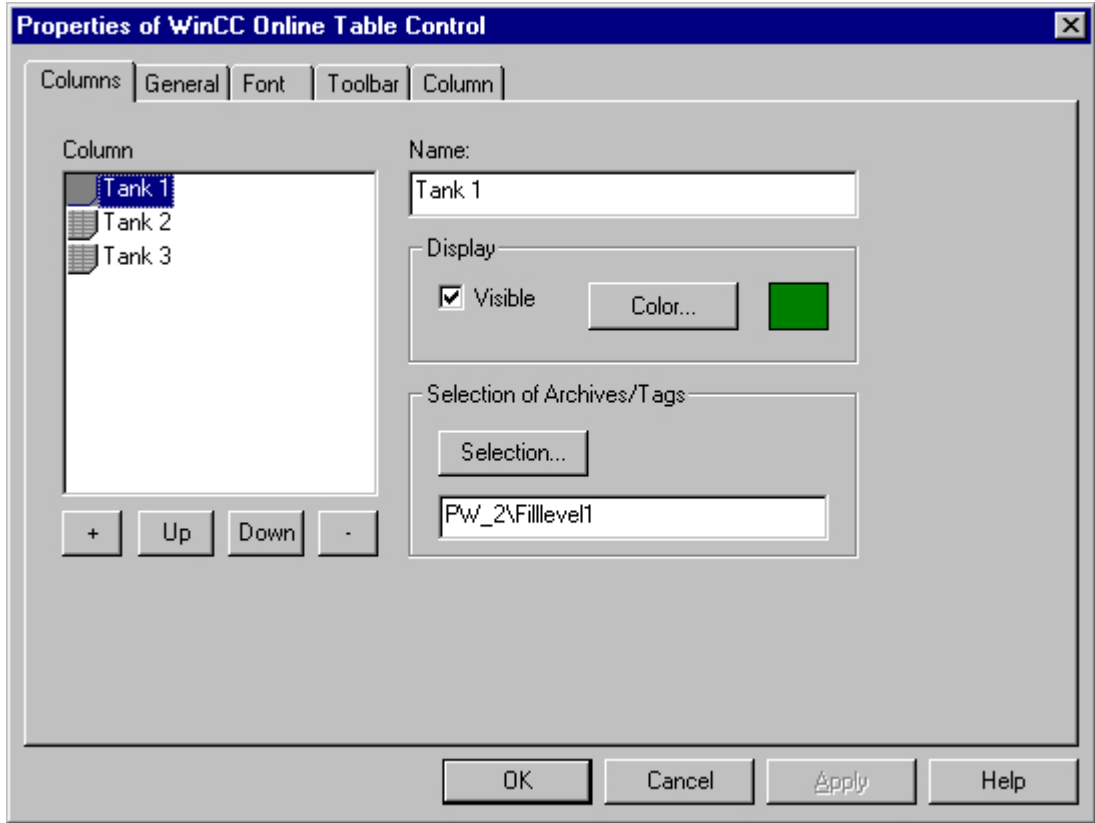 Properties of WinCC Online Table Control
Columns General Font Toolbar Column
Column
Tank 1
Tank 2
Tank 3
+ Up Down -
Name:
Tank 1
Display
Visible Color...
Selection of Archives/Tags
Selection...
PW_2\Filllevel1
OK Cancel Apply Help